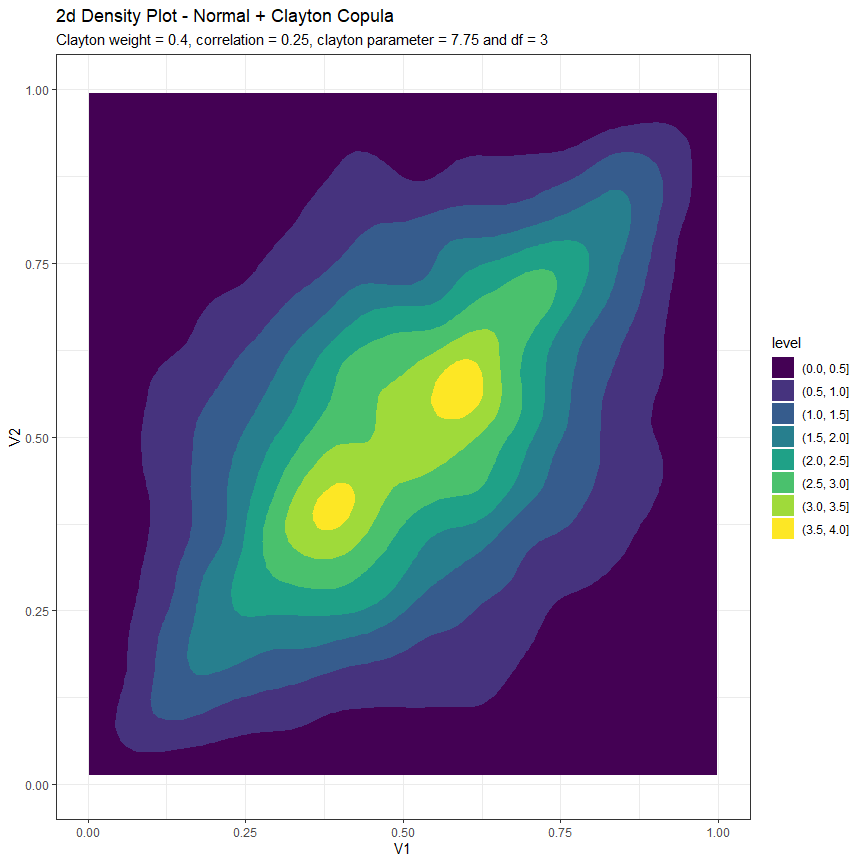 2d Density Plot - Normal + Clayton Copula
Clayton weight = 0.4, correlation = 0.25, clayton parameter = 7.75 and df = 3
1.00
0.75
0.50
0.25
0.00
V2
0.00 0.25 0.50 0.75 1.00
V1
level
(0.0, 0.5]
(0.5, 1.0]
(1.0, 1.5]
(1.5, 2.0]
(2.0, 2.5]
(2.5, 3.0]
(3.0, 3.5]
(3.5, 4.0]